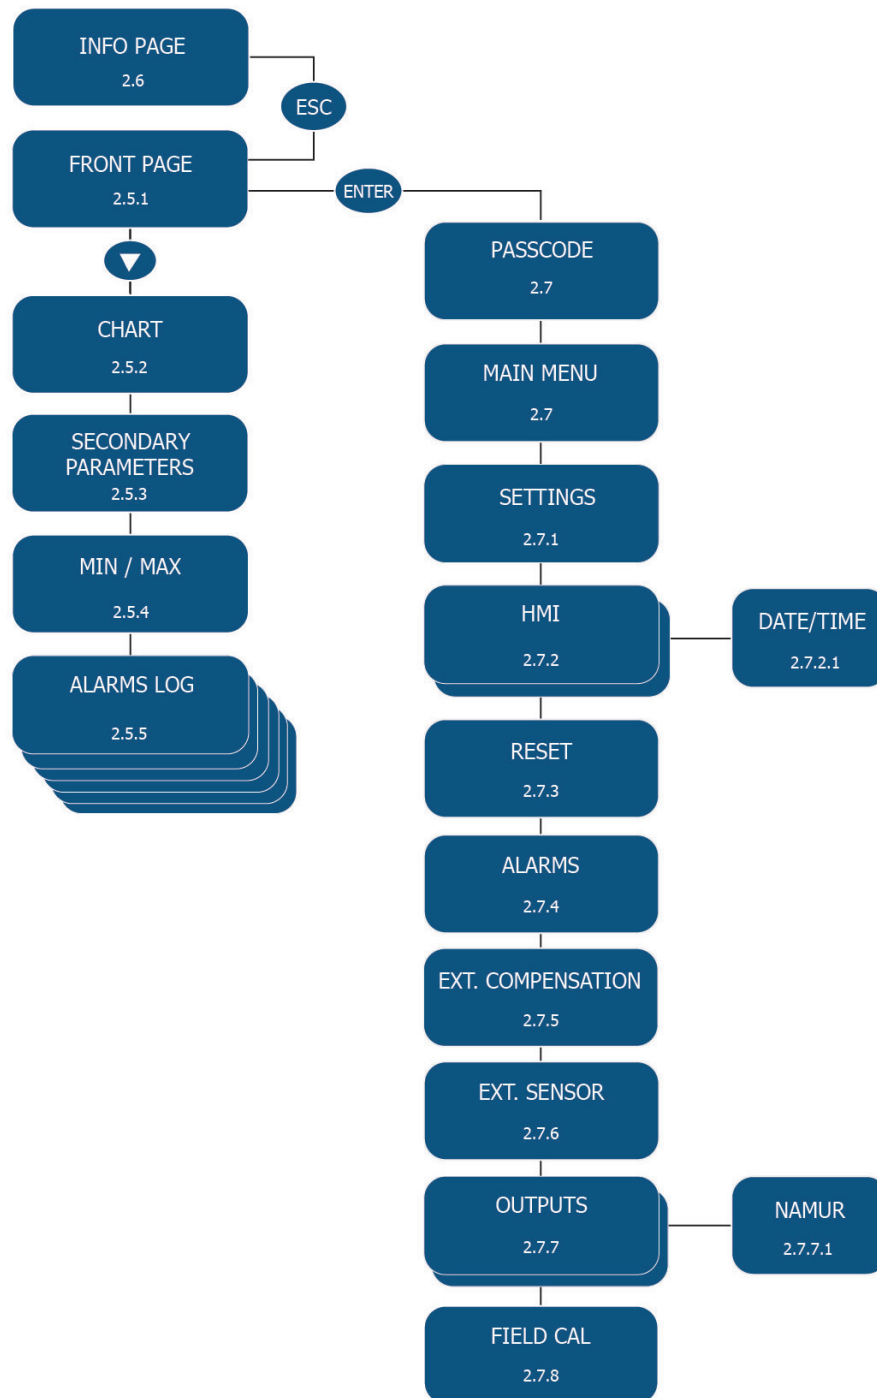 INFO PAGE
2.6
ESC
FRONT PAGE
2.5.1
ENTER
CHART
2.5.2
SECONDARY
PARAMETERS
2.5.3
MIN / MAX
2.5.4
ALARMS LOG
2.5.5
PASSCODE
2.7
MAIN MENU
2.7
SETTINGS
2.7.1
HMI
2.7.2
DATE/TIME
2.7.2.1
RESET
2.7.3
ALARMS
2.7.4
EXT. COMPENSATION
2.7.5
EXT. SENSOR
2.7.6
OUTPUTS
2.7.7
NAMUR
2.7.7.1
FIELD CAL
2.7.8